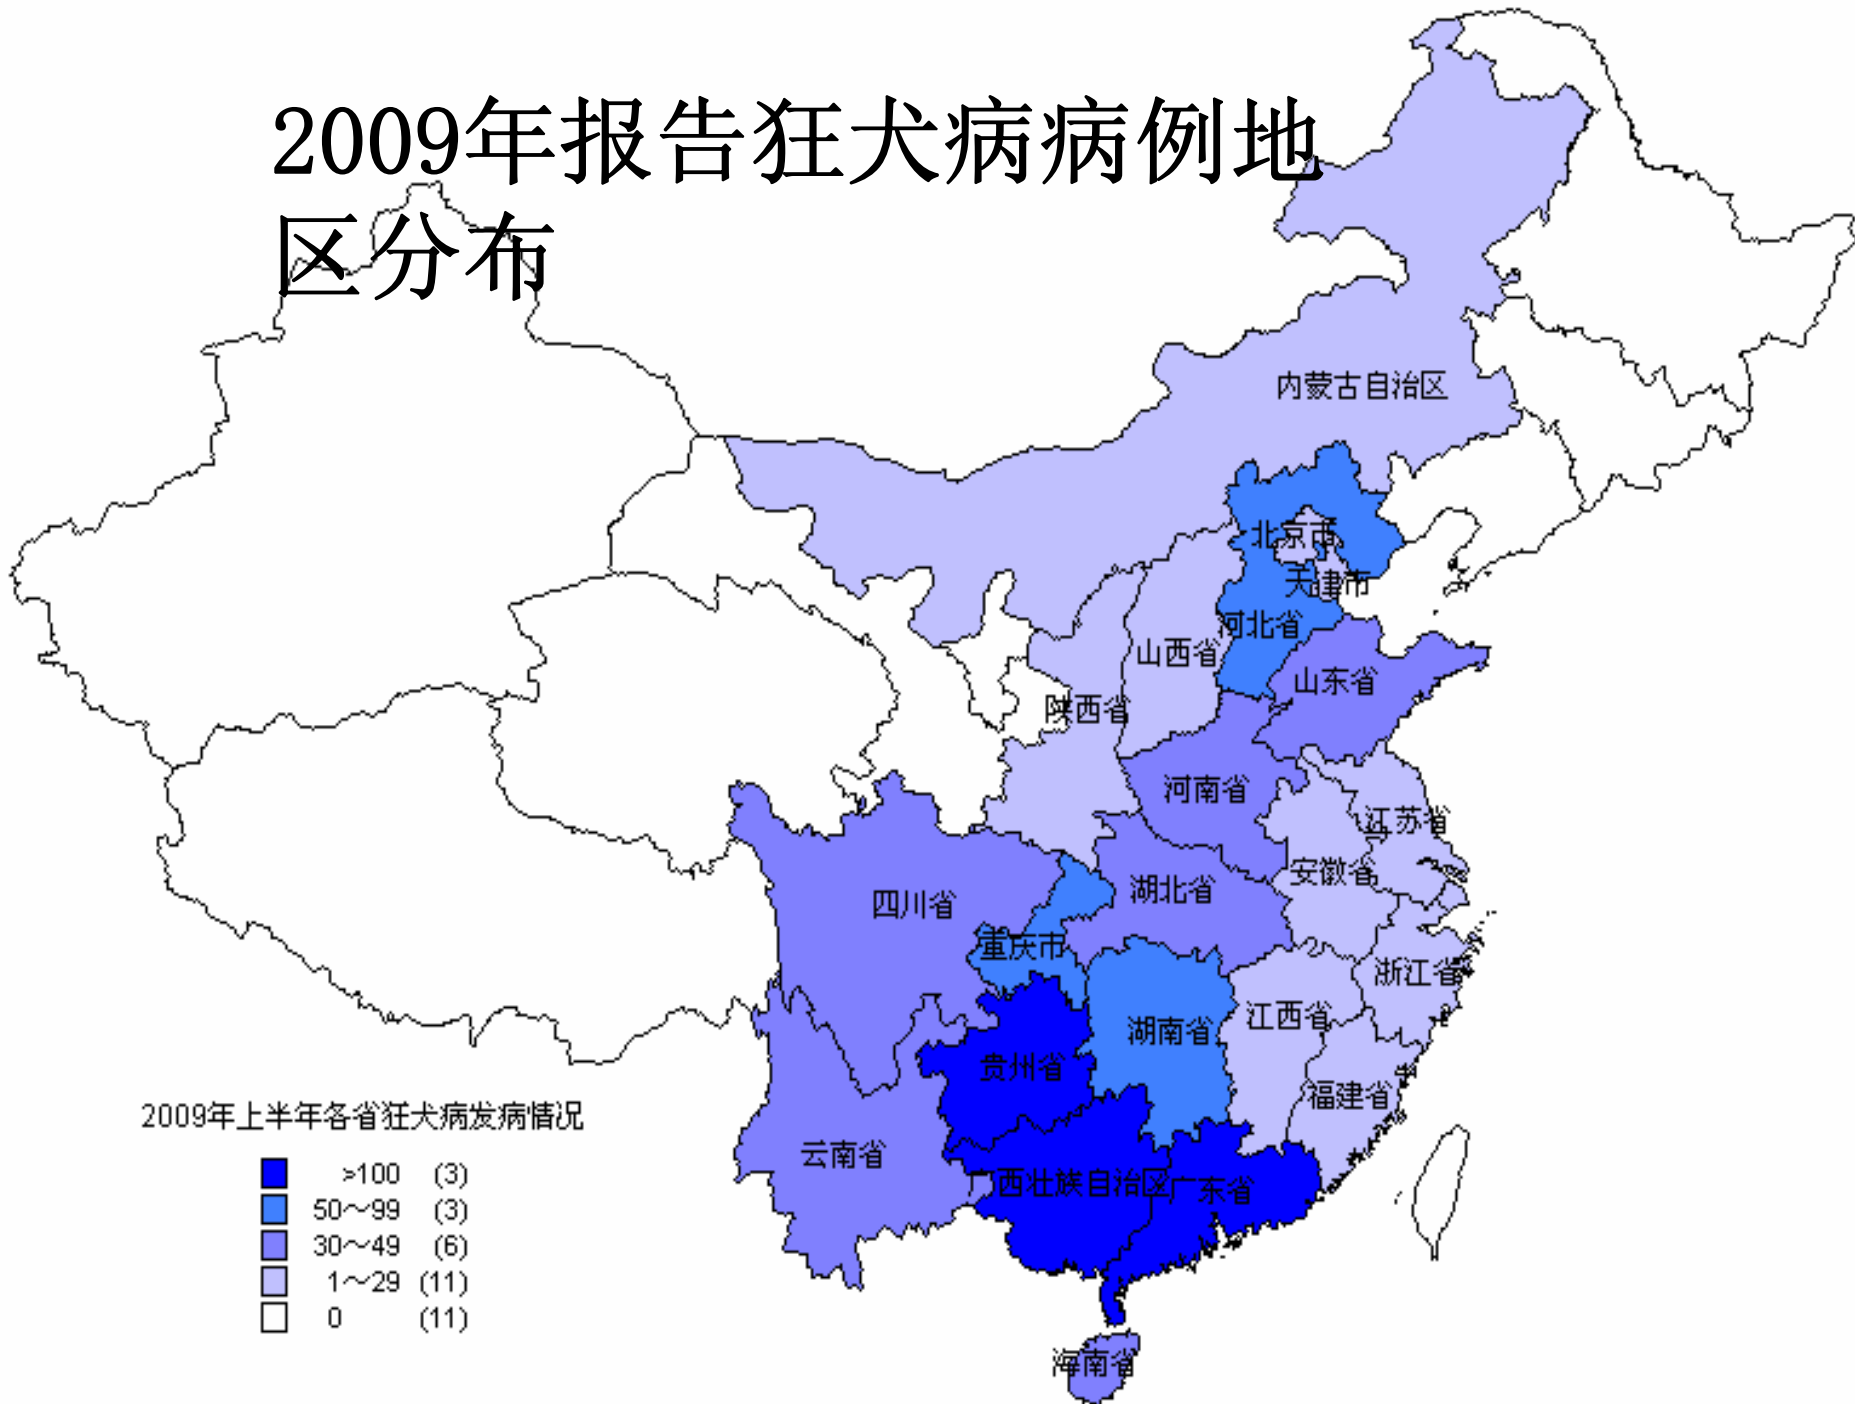 2009年报告狂犬病病例地
区分布
内蒙古自治区
北京市
天津市
河北省
山西省
山东省
陕西省
河南省
江苏省
安徽省
湖北省
四川省
重庆市
浙江省
江西省
湖南省
贵州省
福建省
云南省
广西壮族自治区
广东省
海南省
2009年上半年各省狂犬病发病情况
>100 (3)
50～99 (3)
30～49 (6)
1～29 (11)
0 (11)